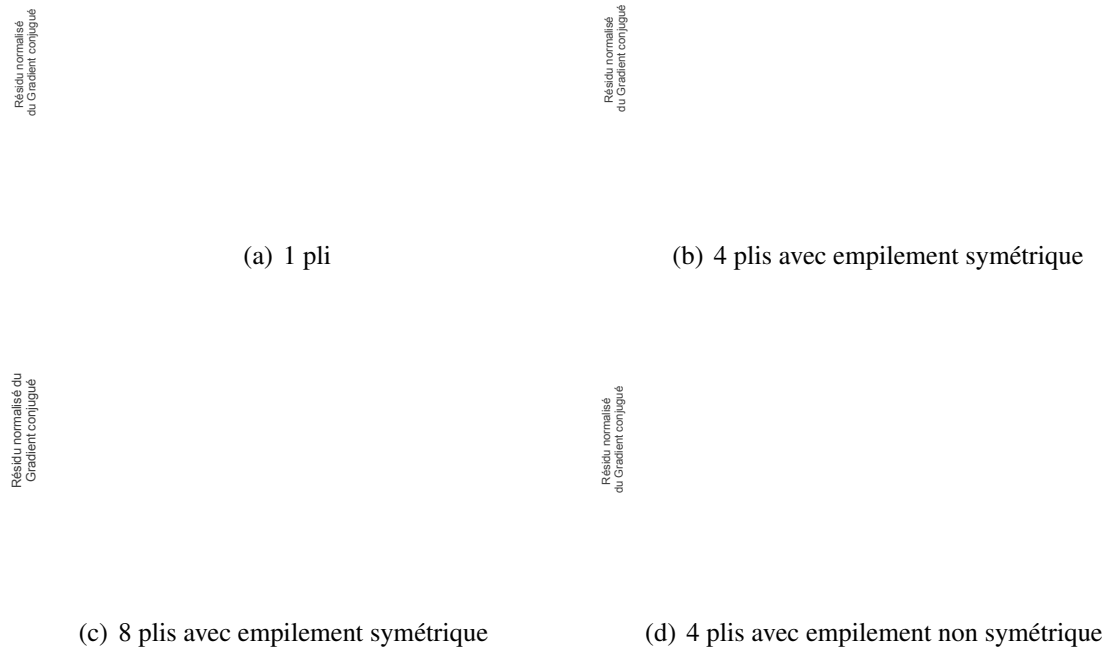 Résidu normalisé
du Gradient conjugué
(a) 1 pli
Résidu normalisé
du Gradient conjugué
(b) 4 plis avec empilement symétrique
Résidu normalisé du
Gradient conjugué
(c) 8 plis avec empilement symétrique
Résidu normalisé
du Gradient conjugué
(d) 4 plis avec empilement non symétrique